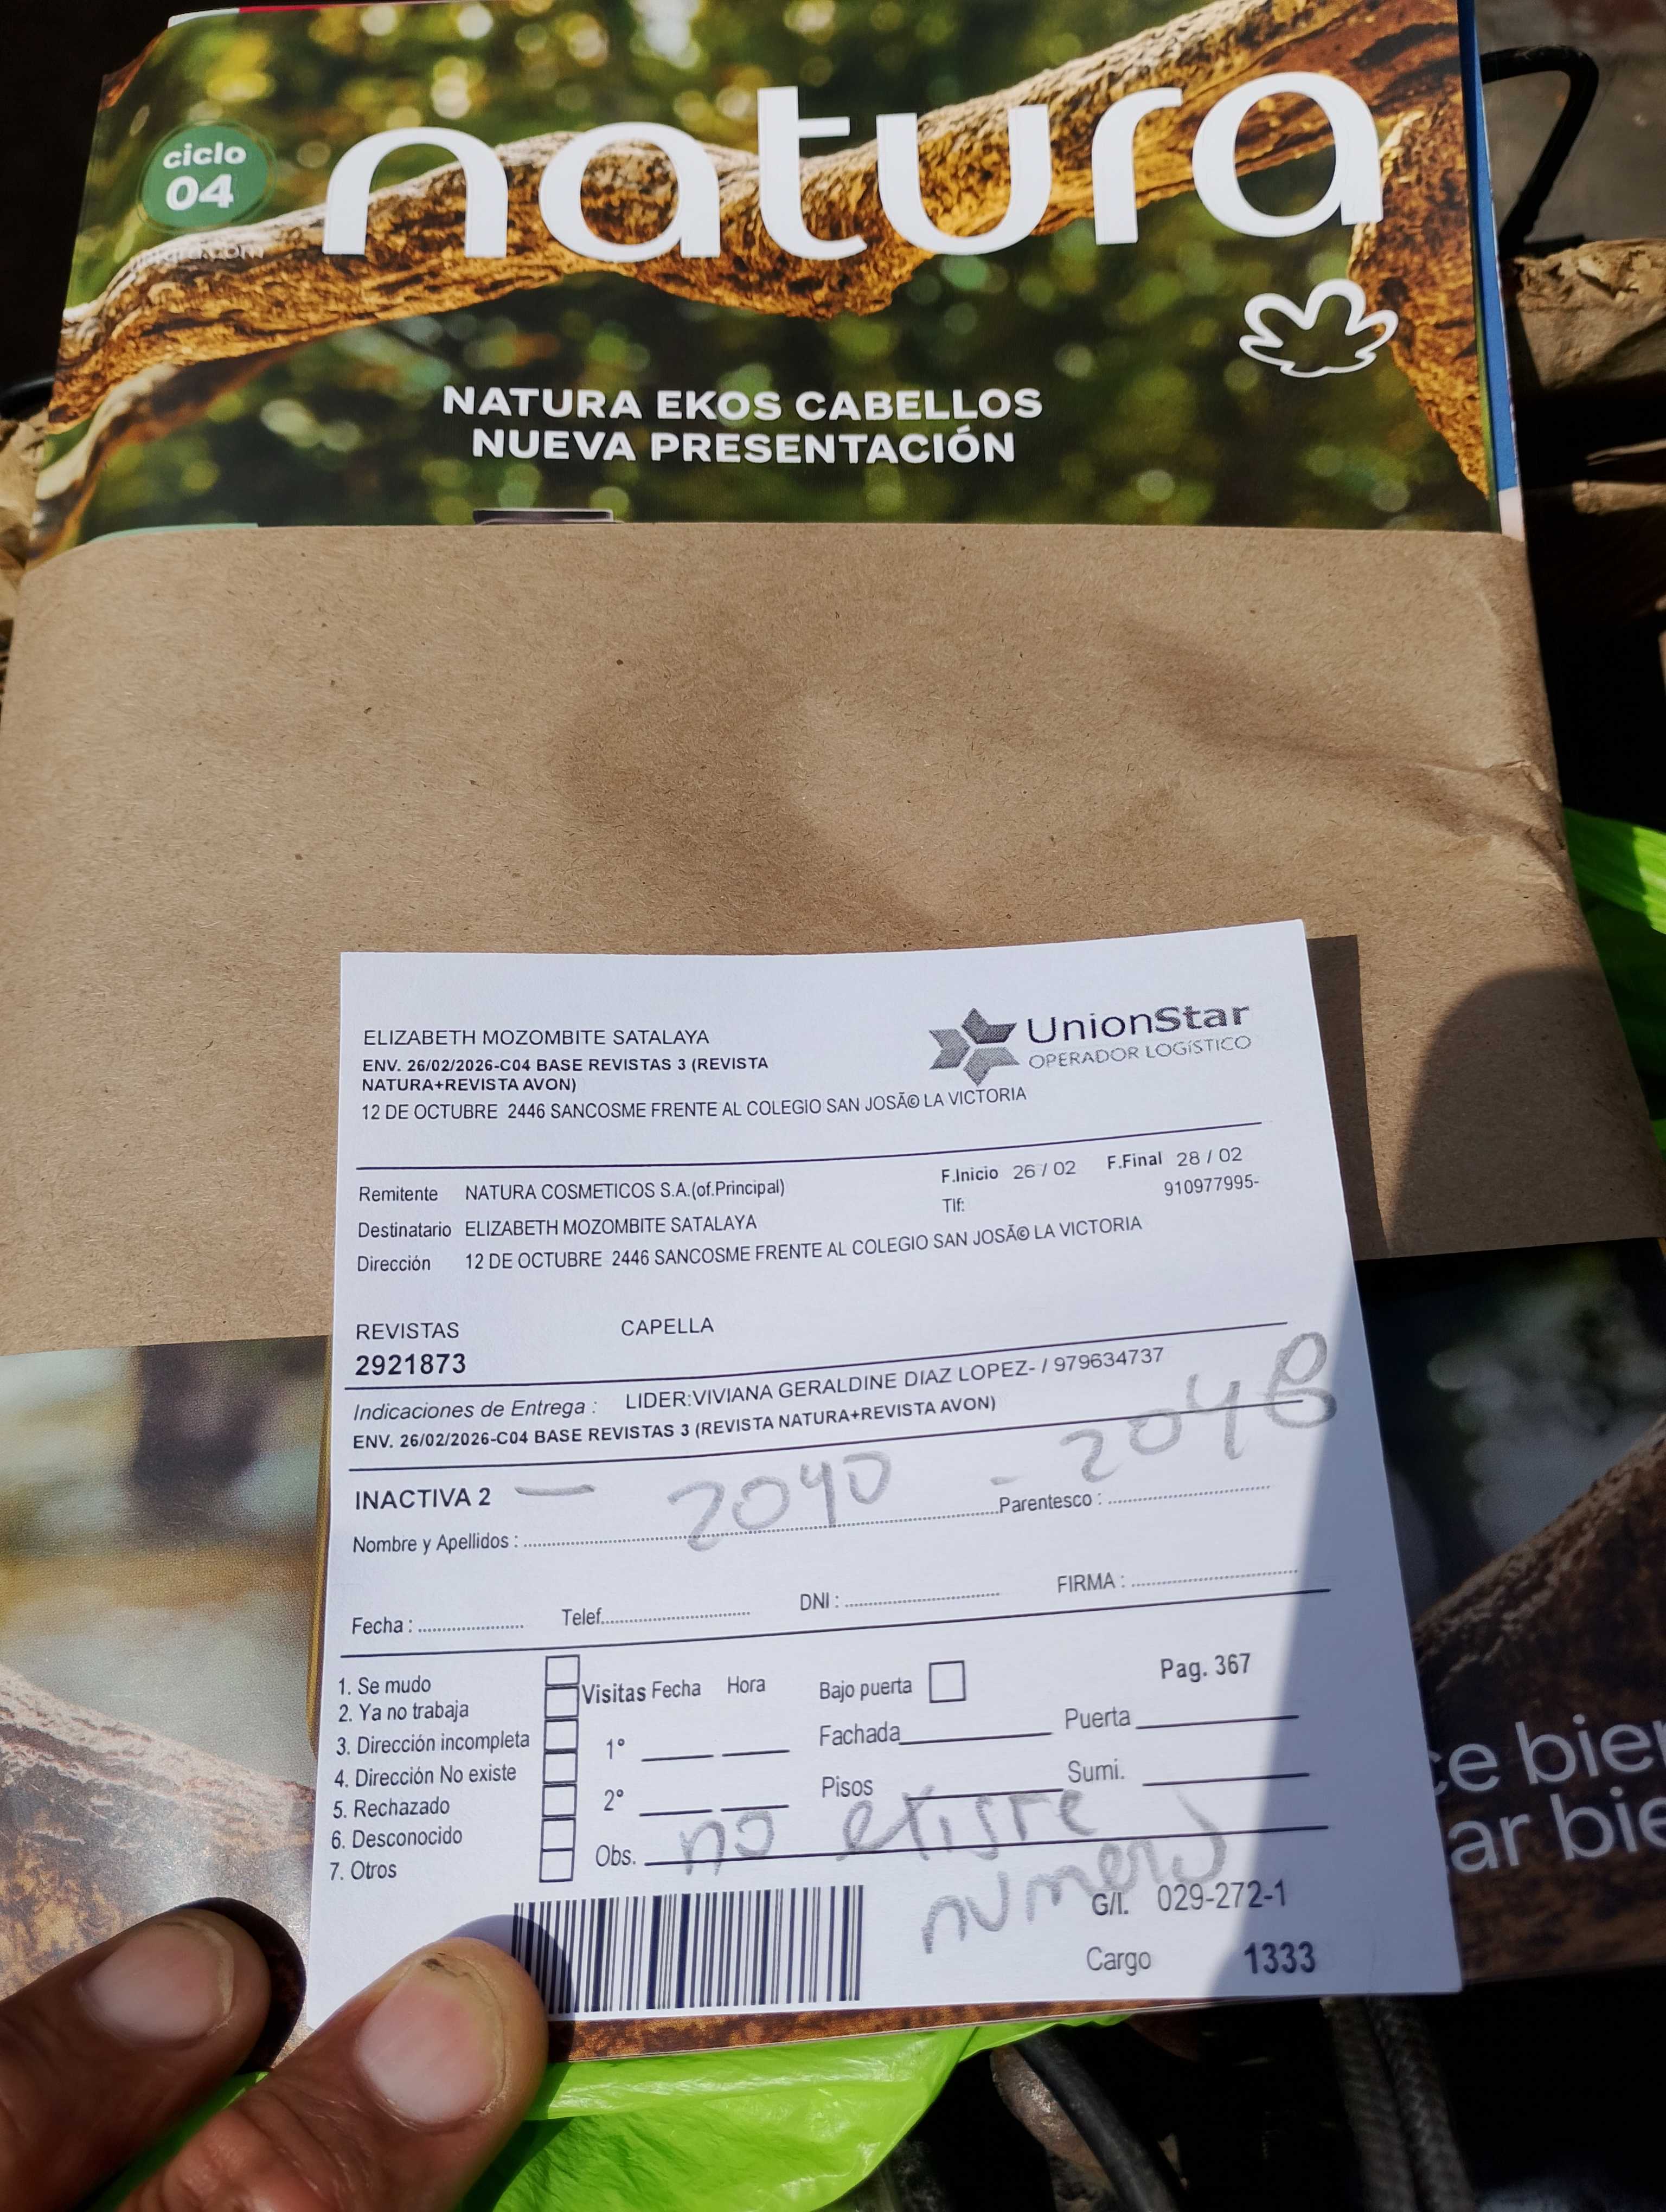 ciclo
04
natura
NATURA EKOS CABELLOS
NUEVA PRESENTACIÓN
UnionStar
OPERADOR LOGíSTICO
ELIZABETH MOZOMBITE SATALAYA
ENV. 26/02/2026-C04 BASE REVISTAS 3 (REVISTA
NATURA+REVISTA AVON)
12 DE OCTUBRE 2446 SANCOSME FRENTE AL COLEGIO SAN JOSÃ© LA VICTORIA
Remitente NATURA COSMETICOS S.A.(of.Principal) F.Inicio 26 / 02 F.Final 28 / 02
Destinatario ELIZABETH MOZOMBITE SATALAYA Tlf: 910977995-
Dirección 12 DE OCTUBRE 2446 SANCOSME FRENTE AL COLEGIO SAN JOSÃ© LA VICTORIA
REVISTAS CAPELLA
2921873
Indicaciones de Entrega : LIDER:VIVIANA GERALDINE DIAZ LOPEZ- / 979634737
ENV. 26/02/2026-C04 BASE REVISTAS 3 (REVISTA NATURA+REVISTA AVON)
INACTIVA 2 — 2040 - 2048
Nombre y Apellidos : Parentesco :
Fecha : Telef. DNI : FIRMA :
1. Se mudo
2. Ya no trabaja
3. Dirección incompleta
4. Dirección No existe
5. Rechazado
6. Desconocido
7. Otros
Visitas Fecha Hora
1°
2°
Bajo puerta Pag. 367
Fachada Puerta
Pisos Sumi.
Obs. no existe
numero
G/I. 029-272-1
Cargo 1333
ce bien